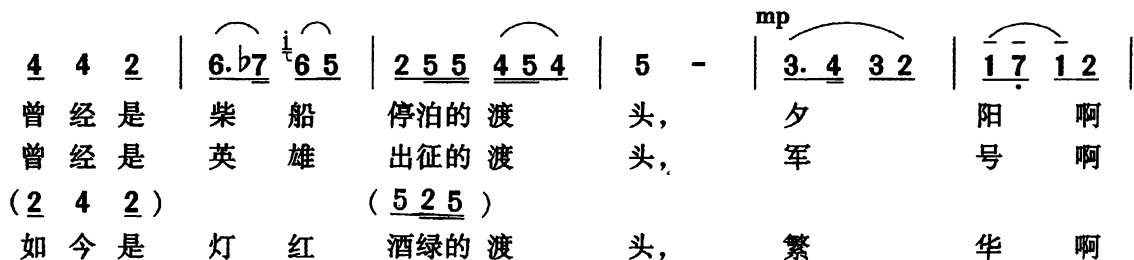 mp
4 4 2 | 6. ♭7 i 6 5 | 2 5 5 4 5 4 | 5 - | 3. 4 3 2 | 1 7 1 2 |
曾 经 是 柴 船 停泊的 渡 头， 夕 阳 啊
曾 经 是 英 雄 出征的 渡 头， 军 号 啊
(2 4 2) (5 2 5)
如 今 是 灯 红 酒绿的 渡 头， 繁 华 啊